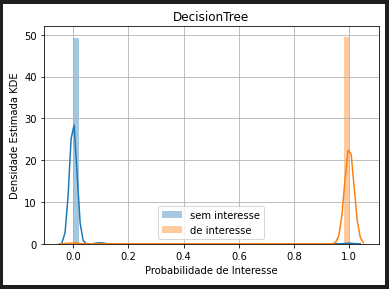 DecisionTree
Densidade Estimada KDE
50
40
30
20
10
0
sem interesse
de interesse
0.0 0.2 0.4 0.6 0.8 1.0
Probabilidade de Interesse